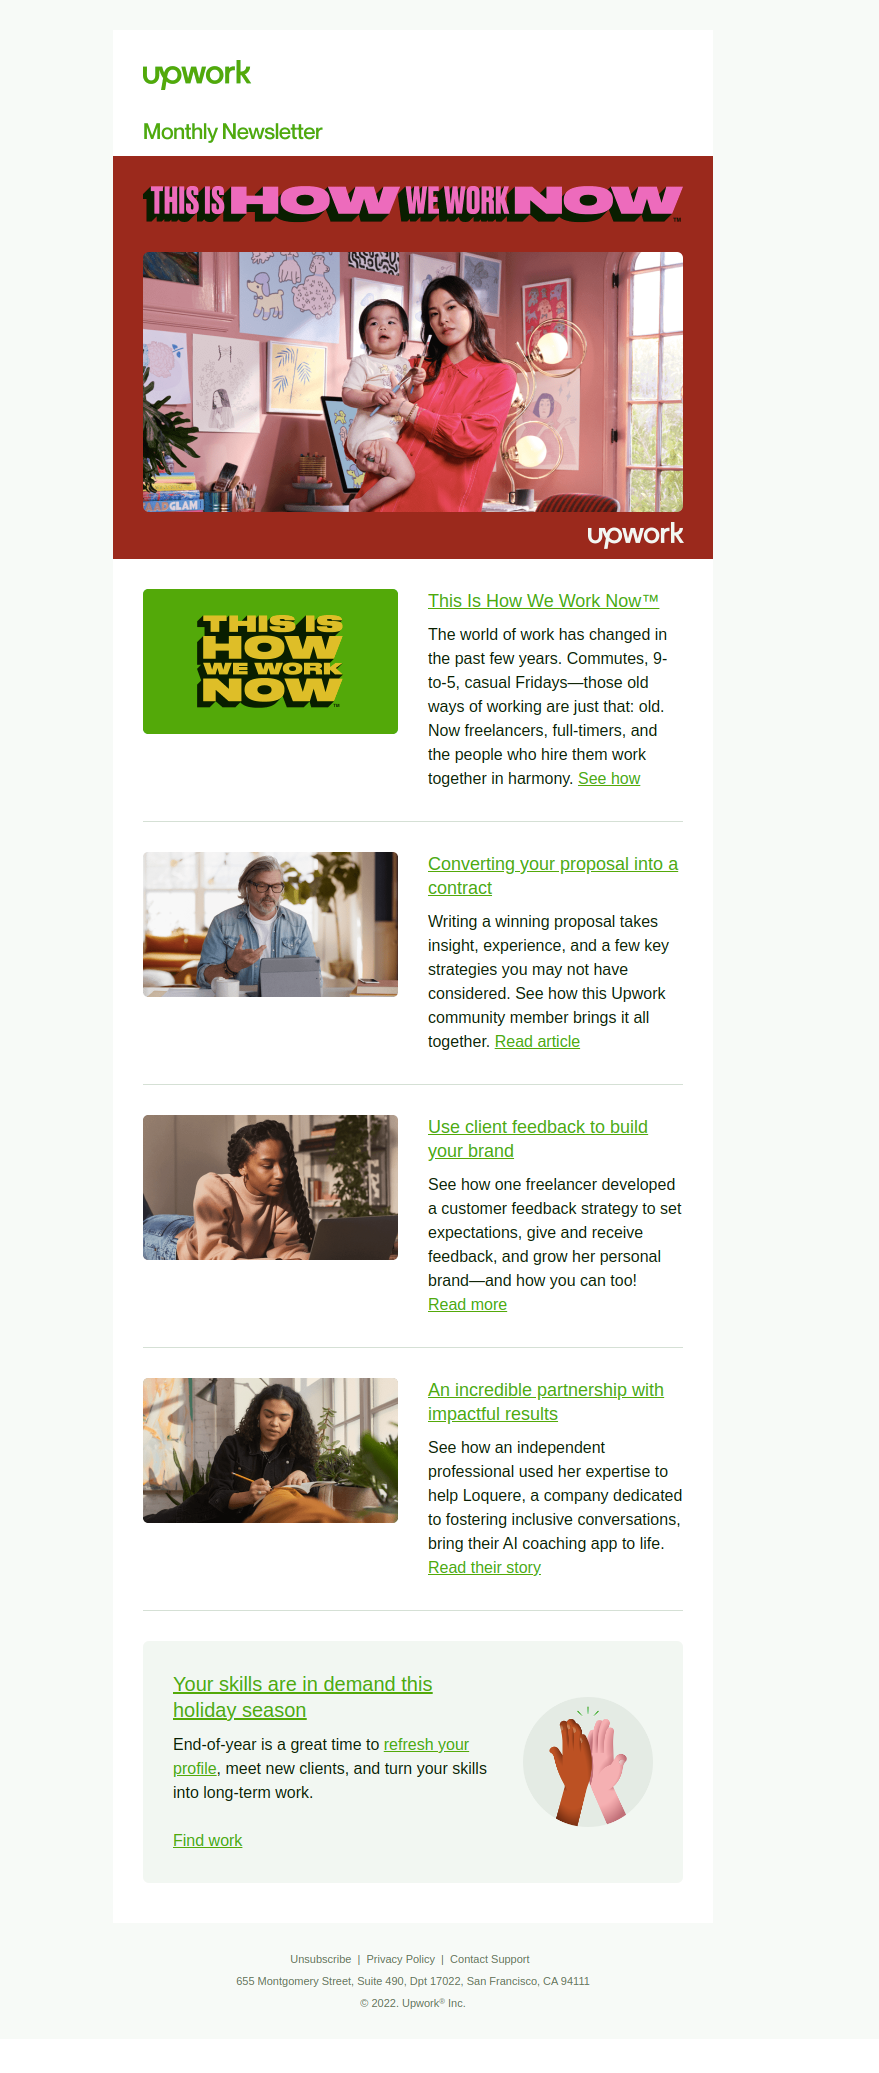 upwork
Monthly Newsletter
THIS IS HOW WE WORK NOW™
GLAM
upwork
THIS IS
HOW
WE WORK
NOW™
This Is How We Work Now™
The world of work has changed in
the past few years. Commutes, 9-
to-5, casual Fridays—those old
ways of working are just that: old.
Now freelancers, full-timers, and
the people who hire them work
together in harmony. See how
Converting your proposal into a
contract
Writing a winning proposal takes
insight, experience, and a few key
strategies you may not have
considered. See how this Upwork
community member brings it all
together. Read article
Use client feedback to build
your brand
See how one freelancer developed
a customer feedback strategy to set
expectations, give and receive
feedback, and grow her personal
brand—and how you can too!
Read more
An incredible partnership with
impactful results
See how an independent
professional used her expertise to
help Loquere, a company dedicated
to fostering inclusive conversations,
bring their AI coaching app to life.
Read their story
Your skills are in demand this
holiday season
End-of-year is a great time to refresh your
profile, meet new clients, and turn your skills
into long-term work.
Find work
Unsubscribe | Privacy Policy | Contact Support
655 Montgomery Street, Suite 490, Dpt 17022, San Francisco, CA 94111
© 2022. Upwork® Inc.